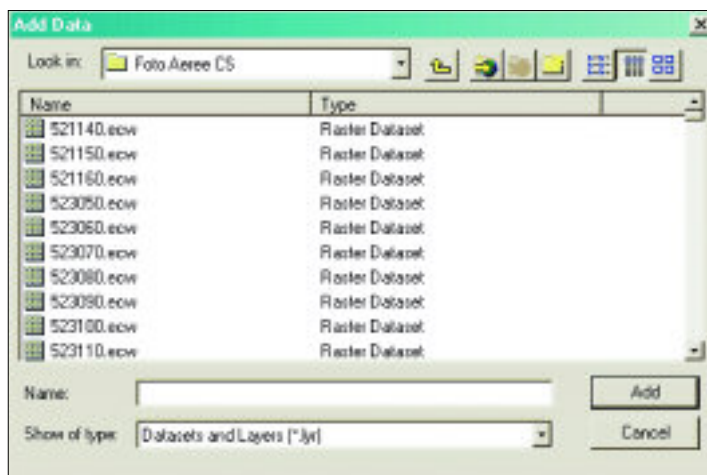 Add Data
Look in: Foto Aeree CS
Name Type
521140.ecw Raster Dataset
521150.ecw Raster Dataset
521160.ecw Raster Dataset
523050.ecw Raster Dataset
523060.ecw Raster Dataset
523070.ecw Raster Dataset
523080.ecw Raster Dataset
523090.ecw Raster Dataset
523100.ecw Raster Dataset
523110.ecw Raster Dataset
Name: Add
Show of type: Datasets and Layers (*.lyr) Cancel